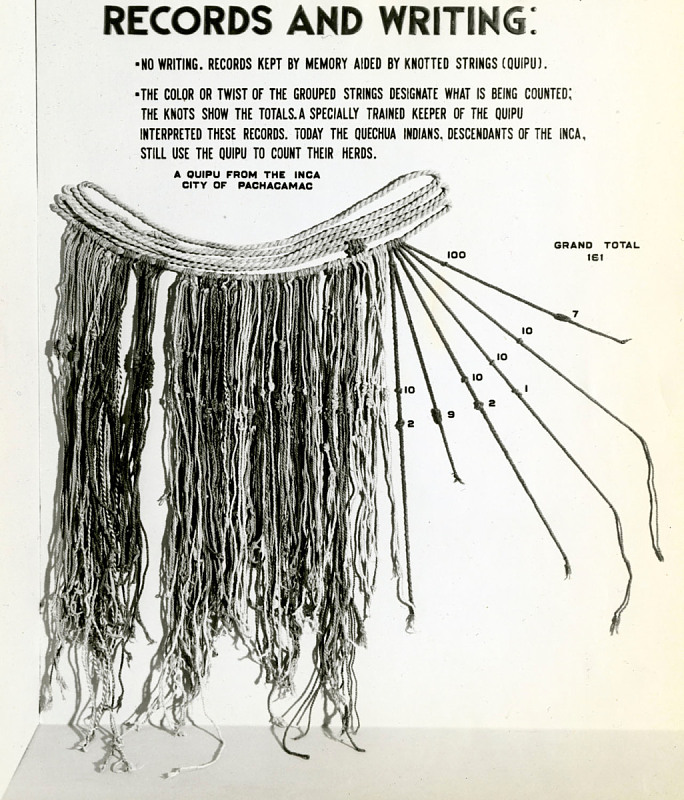 RECORDS AND WRITING:
▪NO WRITING. RECORDS KEPT BY MEMORY AIDED BY KNOTTED STRINGS (QUIPU).
▪THE COLOR OR TWIST OF THE GROUPED STRINGS DESIGNATE WHAT IS BEING COUNTED;
THE KNOTS SHOW THE TOTALS. A SPECIALLY TRAINED KEEPER OF THE QUIPU
INTERPRETED THESE RECORDS. TODAY THE QUECHUA INDIANS, DESCENDANTS OF THE INCA,
STILL USE THE QUIPU TO COUNT THEIR HERDS.
A QUIPU FROM THE INCA
CITY OF PACHACAMAC
GRAND TOTAL
161
100
7
10
10
10
1
2
10
9
2